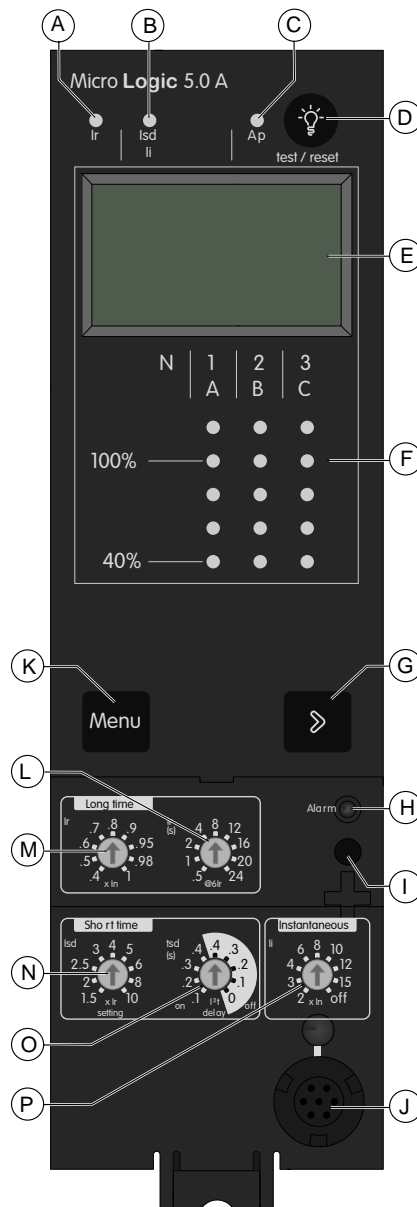 A B C
Micro Logic 5.0 A
D
Ir Isd Ap
Ii
test / reset
E
N 1 2 3
A B C
100%
F
40%
K G
Menu
L
Alarm H
Long time
Ir
.4 .5 .6 .7 .8 .9 .95 .98 1
x In
(s)
.5 1 2 4 8 12 16 20 24
@6Ir
M I
Sho rt time
Isd
1.5 2 2.5 3 4 5 6 8 10
x Ir
setting
tsd
(s)
.1 .2 .3 .4 .4 .3 .2 .1 0
on I²t off
delay
Instantaneous
Ii
2 3 4 6 8 10 12 15 off
x In
N
O
P J